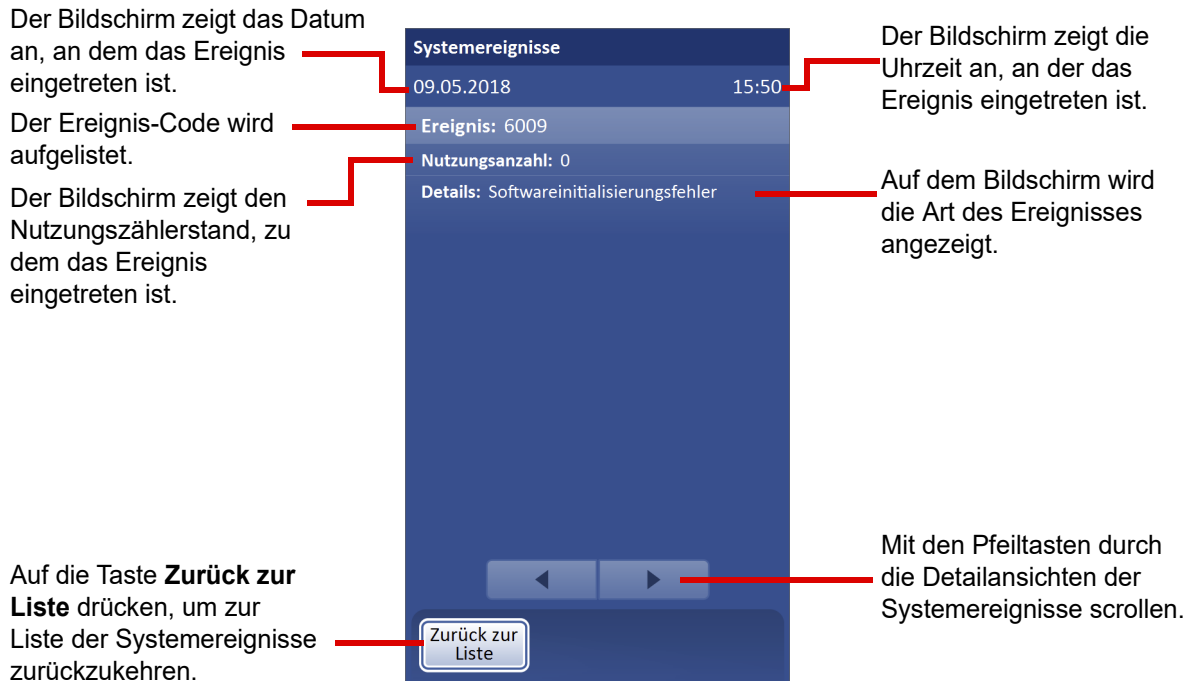 Der Bildschirm zeigt das Datum
an, an dem das Ereignis
eingetreten ist.
Der Ereignis-Code wird
aufgelistet.
Der Bildschirm zeigt den
Nutzungszählerstand, zu
dem das Ereignis
eingetreten ist.
Auf die Taste Zurück zur
Liste drücken, um zur
Liste der Systemereignisse
zurückzukehren.
Systemereignisse
09.05.2018 15:50
Ereignis: 6009
Nutzungsanzahl: 0
Details: Softwareinitialisierungsfehler
Zurück zur
Liste
Der Bildschirm zeigt die
Uhrzeit an, an der das
Ereignis eingetreten ist.
Auf dem Bildschirm wird
die Art des Ereignisses
angezeigt.
Mit den Pfeiltasten durch
die Detailansichten der
Systemereignisse scrollen.